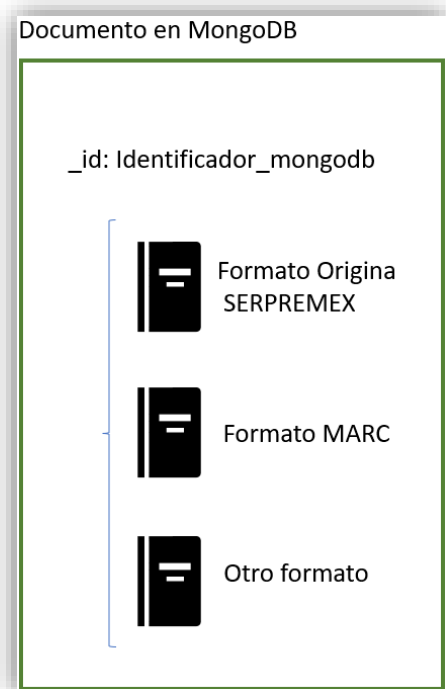 Documento en MongoDB
_id: Identificador_mongodb
Formato Origina
SERPREMEX
Formato MARC
Otro formato